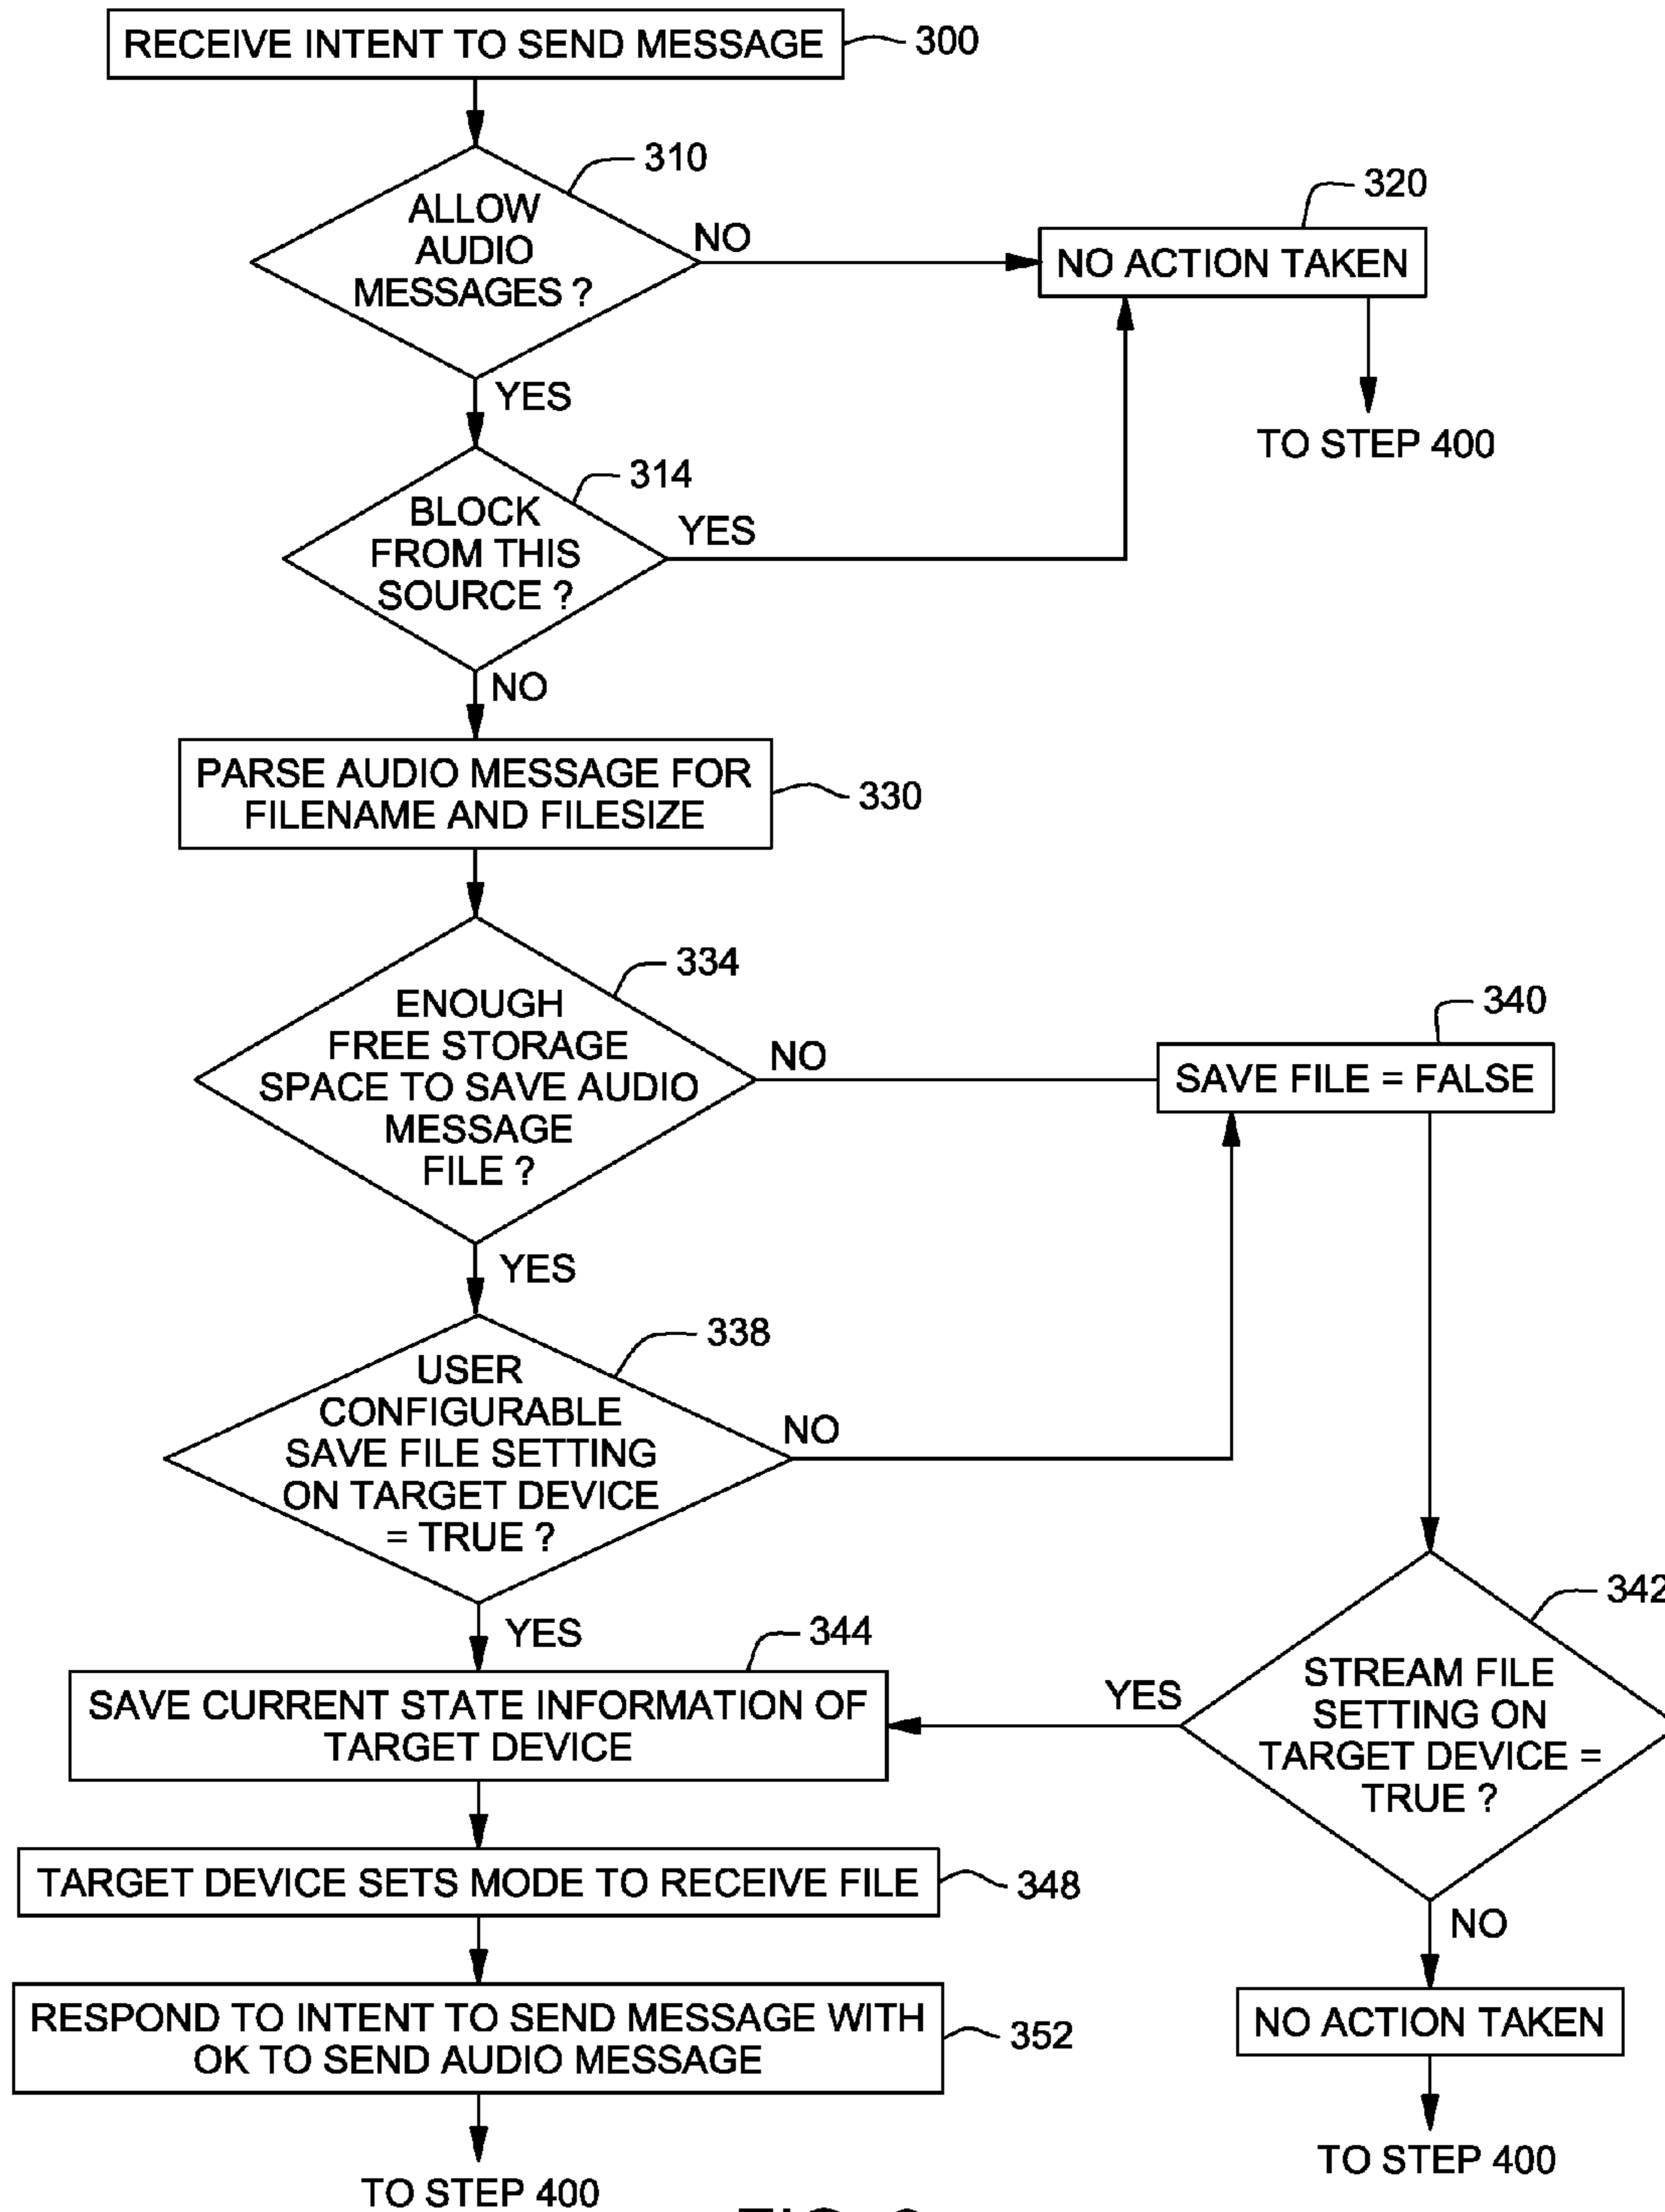 RECEIVE INTENT TO SEND MESSAGE
300
310
ALLOW
AUDIO
MESSAGES ?
NO
320
NO ACTION TAKEN
TO STEP 400
YES
314
BLOCK
FROM THIS
SOURCE ?
YES
NO
PARSE AUDIO MESSAGE FOR
FILENAME AND FILESIZE
330
334
ENOUGH
FREE STORAGE
SPACE TO SAVE AUDIO
MESSAGE
FILE ?
NO
340
SAVE FILE = FALSE
YES
338
USER
CONFIGURABLE
SAVE FILE SETTING
ON TARGET DEVICE
= TRUE ?
NO
342
STREAM FILE
SETTING ON
TARGET DEVICE =
TRUE ?
YES
YES
344
SAVE CURRENT STATE INFORMATION OF
TARGET DEVICE
TARGET DEVICE SETS MODE TO RECEIVE FILE
348
NO
NO ACTION TAKEN
TO STEP 400
RESPOND TO INTENT TO SEND MESSAGE WITH
OK TO SEND AUDIO MESSAGE
352
TO STEP 400